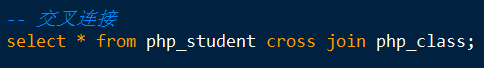 -- 交叉连接
select * from php_student cross join php_class;